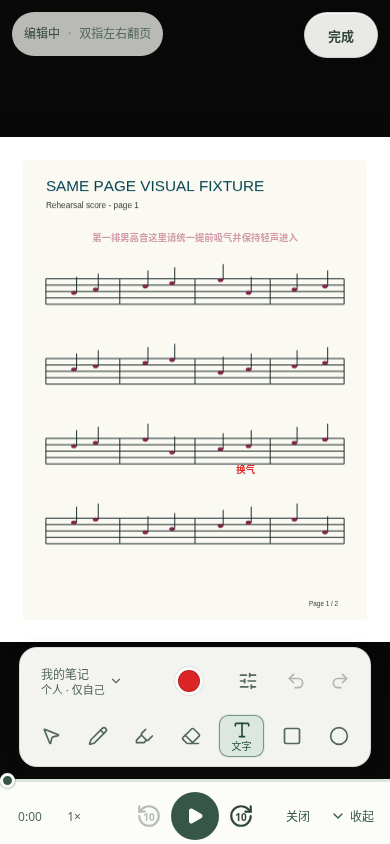 编辑中 · 双指左右翻页
完成
SAME PAGE VISUAL FIXTURE
Rehearsal score - page 1
第一排男高音这里请统一提前吸气并保持轻声进入
换气
Page 1 / 2
我的笔记
个人 · 仅自己
文字
0:00
1×
10
10
关闭
收起